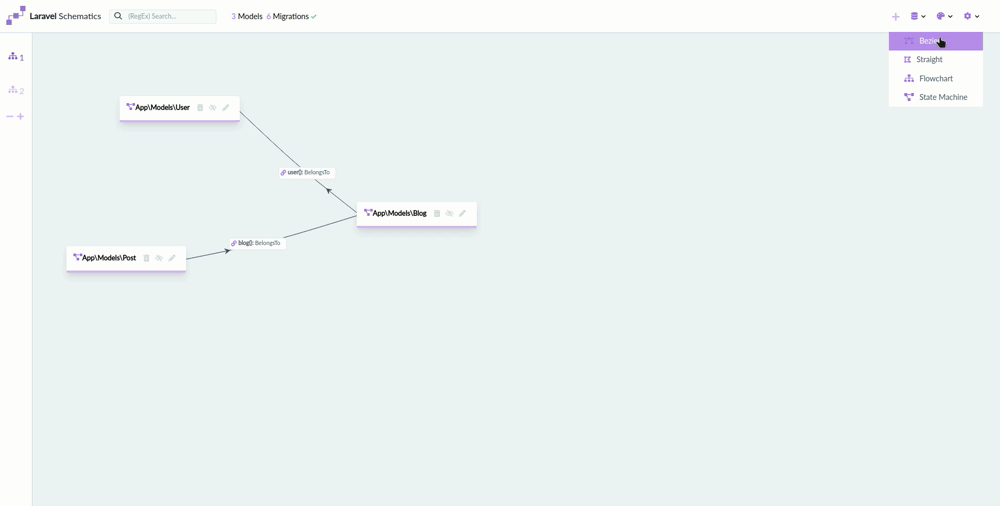 Laravel Schematics
(RegEx) Search...
3 Models 6 Migrations
1
2
Bezier
Straight
Flowchart
State Machine
App\Models\User
user(): BelongsTo
App\Models\Blog
blog(): BelongsTo
App\Models\Post